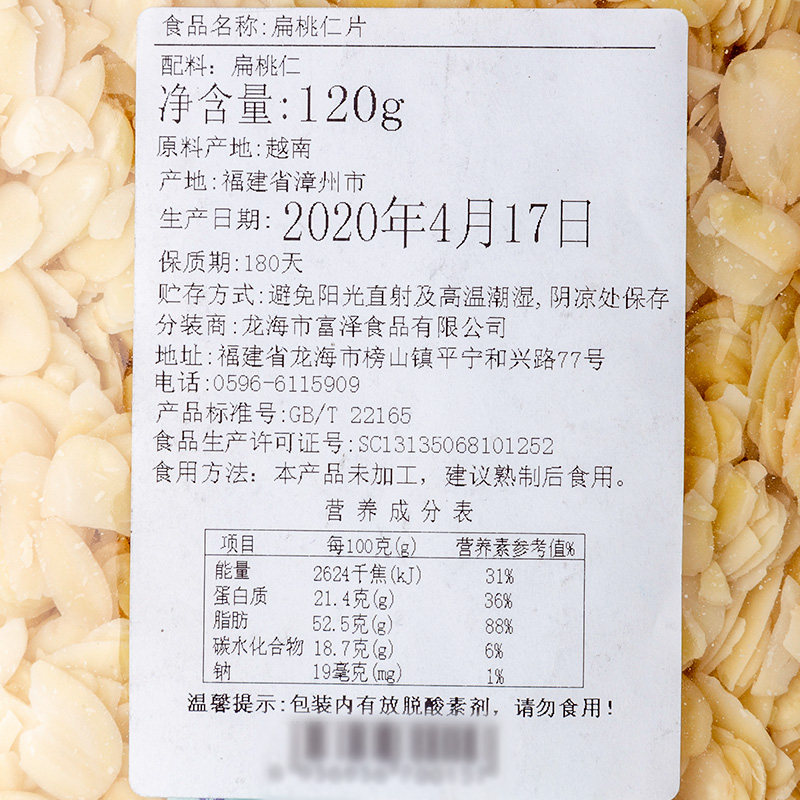 食品名称:扁桃仁片
配料: 扁桃仁
净含量:120g
原料产地:越南
产地:福建省漳州市
生产日期:2020年4月17日
保质期:180天
贮存方式:避免阳光直射及高温潮湿,阴凉处保存
分装商:龙海市富泽食品有限公司
地址:福建省龙海市榜山镇平宁和兴路77号
电话:0596-6115909
产品标准号:GB/T 22165
食品生产许可证号:SC13135068101252
食用方法: 本产品未加工, 建议熟制后食用。
营养成分表
项目 每100克(g) 营养素参考值%
能量 2624千焦(kJ) 31%
蛋白质 21.4克(g) 36%
脂肪 52.5克(g) 88%
碳水化合物 18.7克(g) 6%
钠 19毫克(mg) 1%
温馨提示:包装内有放脱酸素剂, 请勿食用!